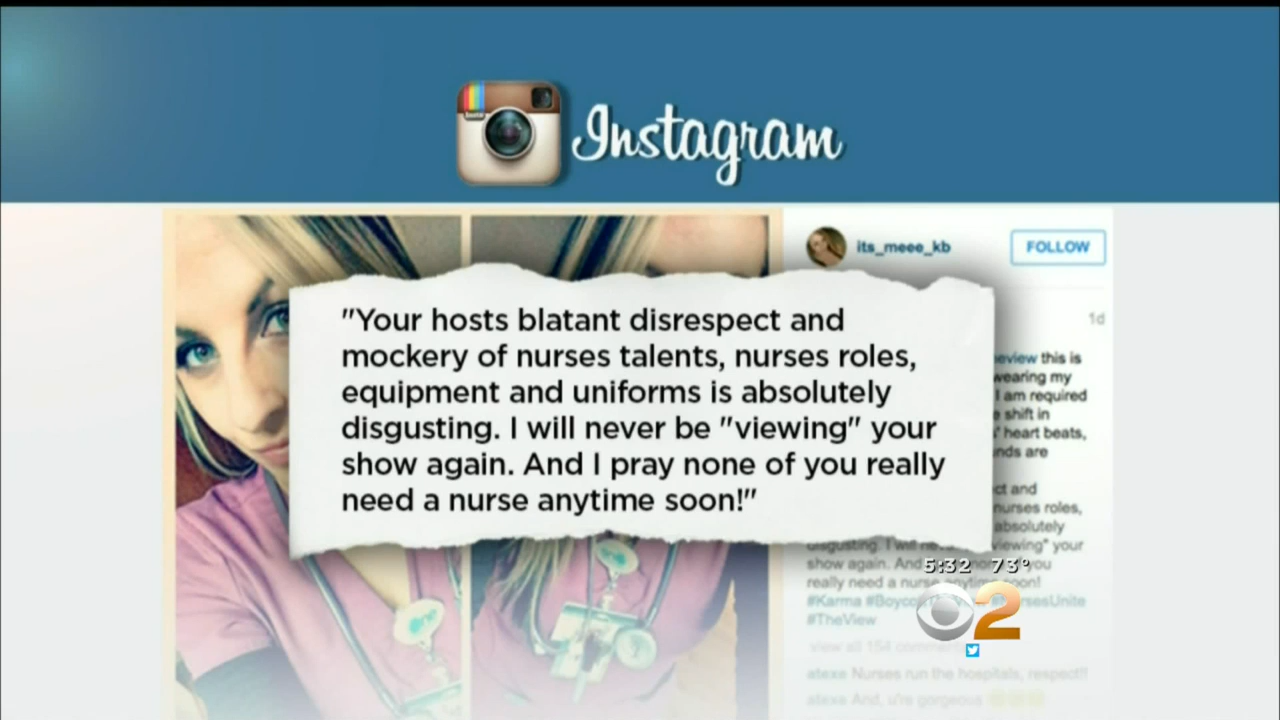 Instagram
its_meee_kb
FOLLOW
"Your hosts blatant disrespect and
mockery of nurses talents, nurses roles,
equipment and uniforms is absolutely
disgusting. I will never be "viewing" your
show again. And I pray none of you really
need a nurse anytime soon!"
1d
this is
wearing my
I am required
shift in
heart beats,
are
and
nurses roles,
absolutely
disgusting. I will "viewing" your
show again. And you
really need a nurse anytime soon!
#Karma
#TheView
view all 154
Nurses run the hospitals, respect!!
And, u're gorgeous
5:32 73°
2